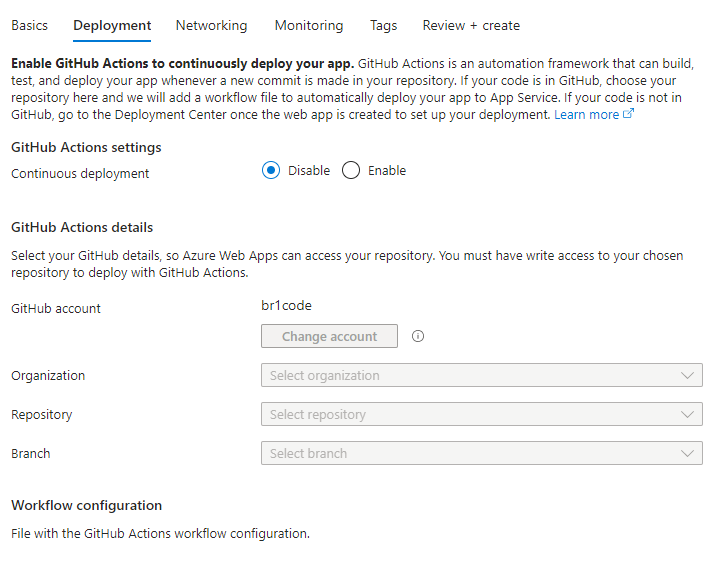 Basics Deployment Networking Monitoring Tags Review + create
Enable GitHub Actions to continuously deploy your app. GitHub Actions is an automation framework that can build,
test, and deploy your app whenever a new commit is made in your repository. If your code is in GitHub, choose your
repository here and we will add a workflow file to automatically deploy your app to App Service. If your code is not in
GitHub, go to the Deployment Center once the web app is created to set up your deployment. Learn more
GitHub Actions settings
Continuous deployment Disable Enable
GitHub Actions details
Select your GitHub details, so Azure Web Apps can access your repository. You must have write access to your chosen
repository to deploy with GitHub Actions.
GitHub account br1code
Change account
Organization Select organization
Repository Select repository
Branch Select branch
Workflow configuration
File with the GitHub Actions workflow configuration.